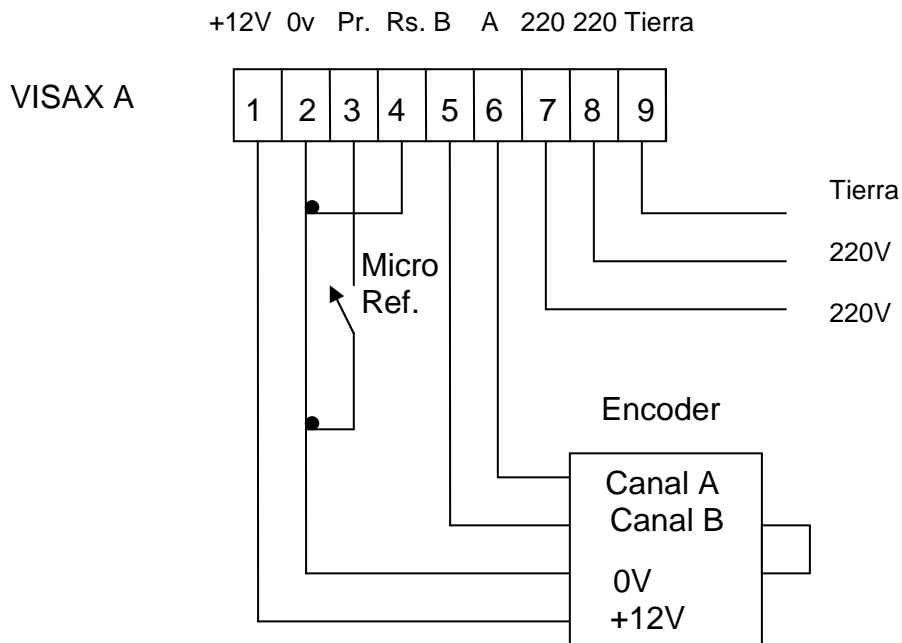 +12V 0v Pr. Rs. B A 220 220 Tierra
VISAX A
1 2 3 4 5 6 7 8 9
Tierra
220V
220V
Micro
Ref.
Encoder
Canal A
Canal B
0V
+12V